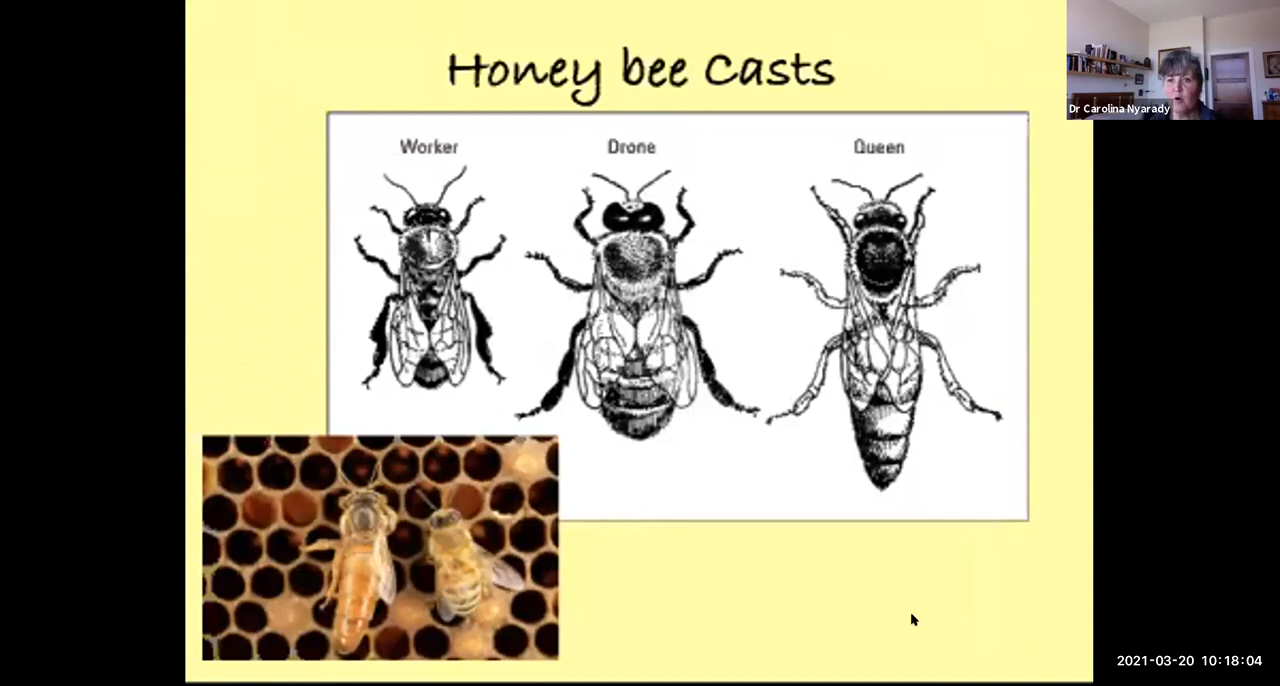 Honey bee Casts
Dr Carolina Nyarady
Worker Drone Queen
2021-03-20 10:18:04